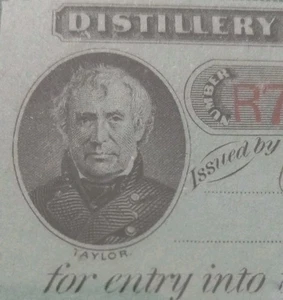 DISTILLERY
NUMBER R7
Issued by
TAYLOR.
for entry into